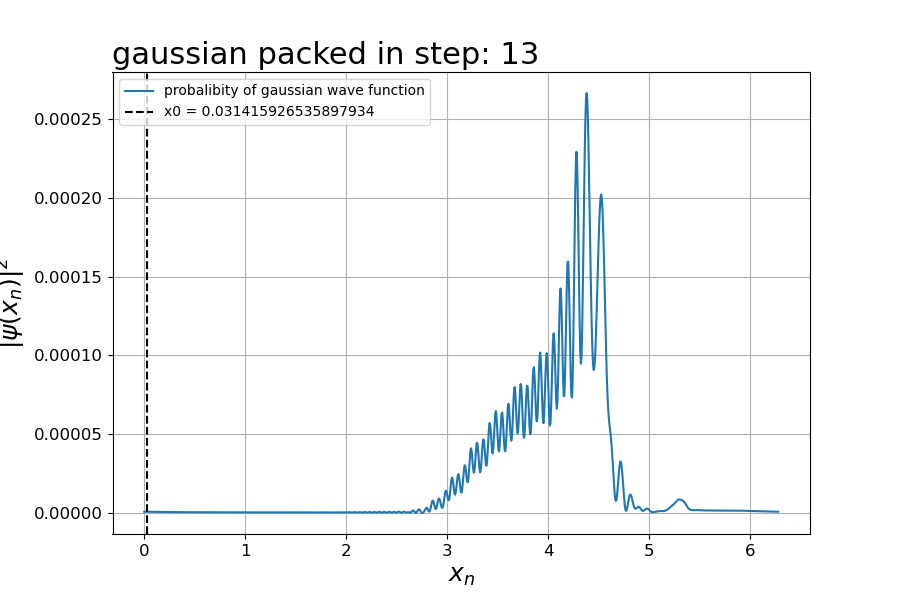 gaussian packed in step: 13
probalibity of gaussian wave function
x0 = 0.031415926535897934
0.00025
0.00020
0.00015
0.00010
0.00005
0.00000
|ψ(xₙ)|²
0 1 2 3 4 5 6
xₙ